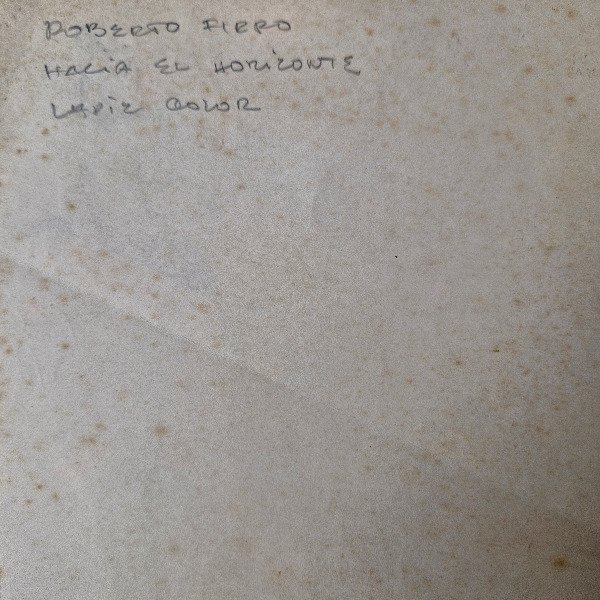 ROBERTO FIERRO
HACIA EL HORIZONTE
LAPIZ COLOR